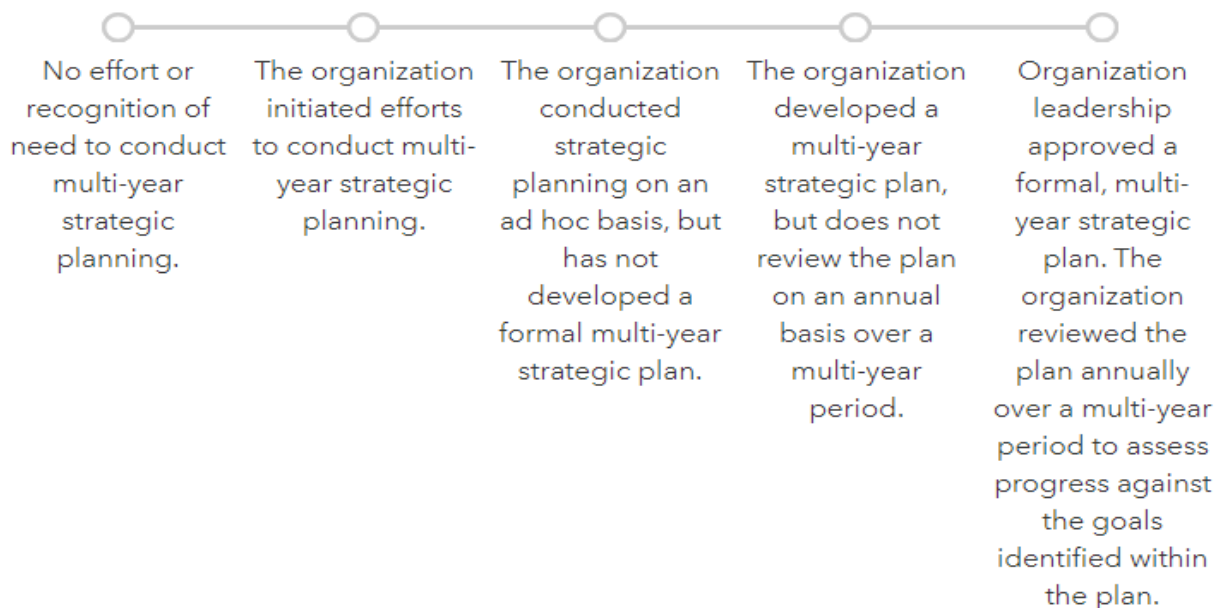 No effort or
recognition of
need to conduct
multi-year
strategic
planning.
The organization
initiated efforts
to conduct multi-
year strategic
planning.
The organization
conducted
strategic
planning on an
ad hoc basis, but
has not
developed a
formal multi-year
strategic plan.
The organization
developed a
multi-year
strategic plan,
but does not
review the plan
on an annual
basis over a
multi-year
period.
Organization
leadership
approved a
formal, multi-
year strategic
plan. The
organization
reviewed the
plan annually
over a multi-year
period to assess
progress against
the goals
identified within
the plan.